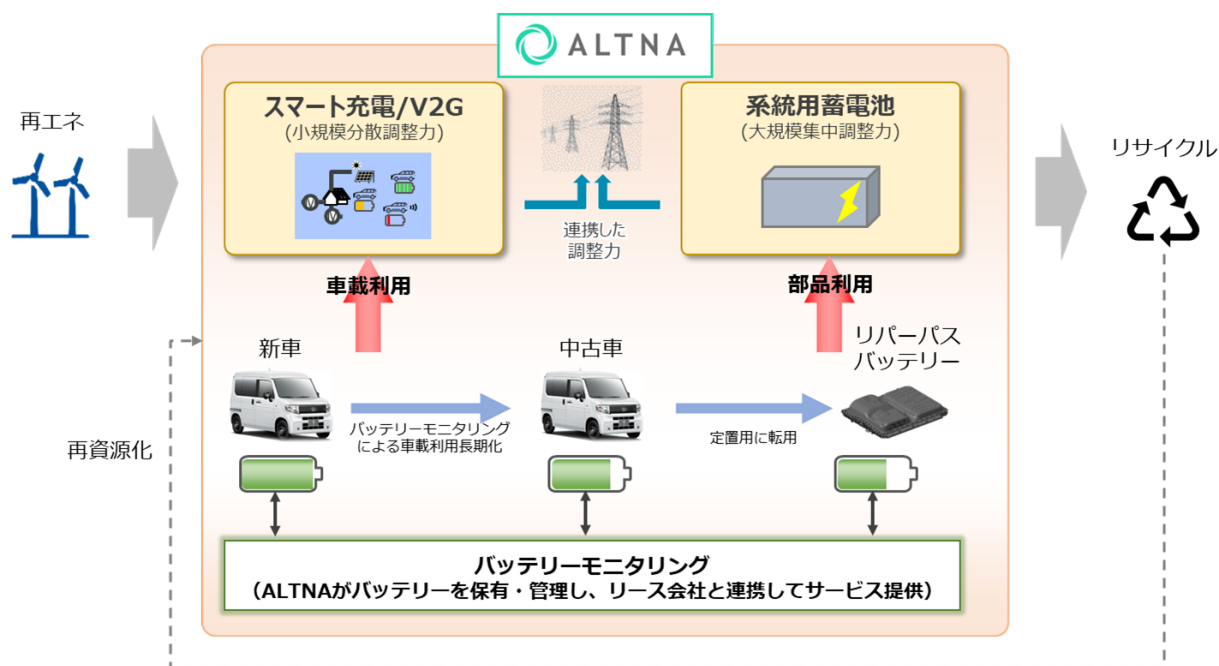 ALTNA
再エネ
スマート充電/V2G
(小規模分散調整力)
連携した
調整力
系統用蓄電池
(大規模集中調整力)
リサイクル
車載利用
部品利用
新車
中古車
リパーパス
バッテリー
バッテリーモニタリング
による車載利用長期化
定置用に転用
再資源化
バッテリーモニタリング
(ALTNAがバッテリーを保有・管理し、リース会社と連携してサービス提供)